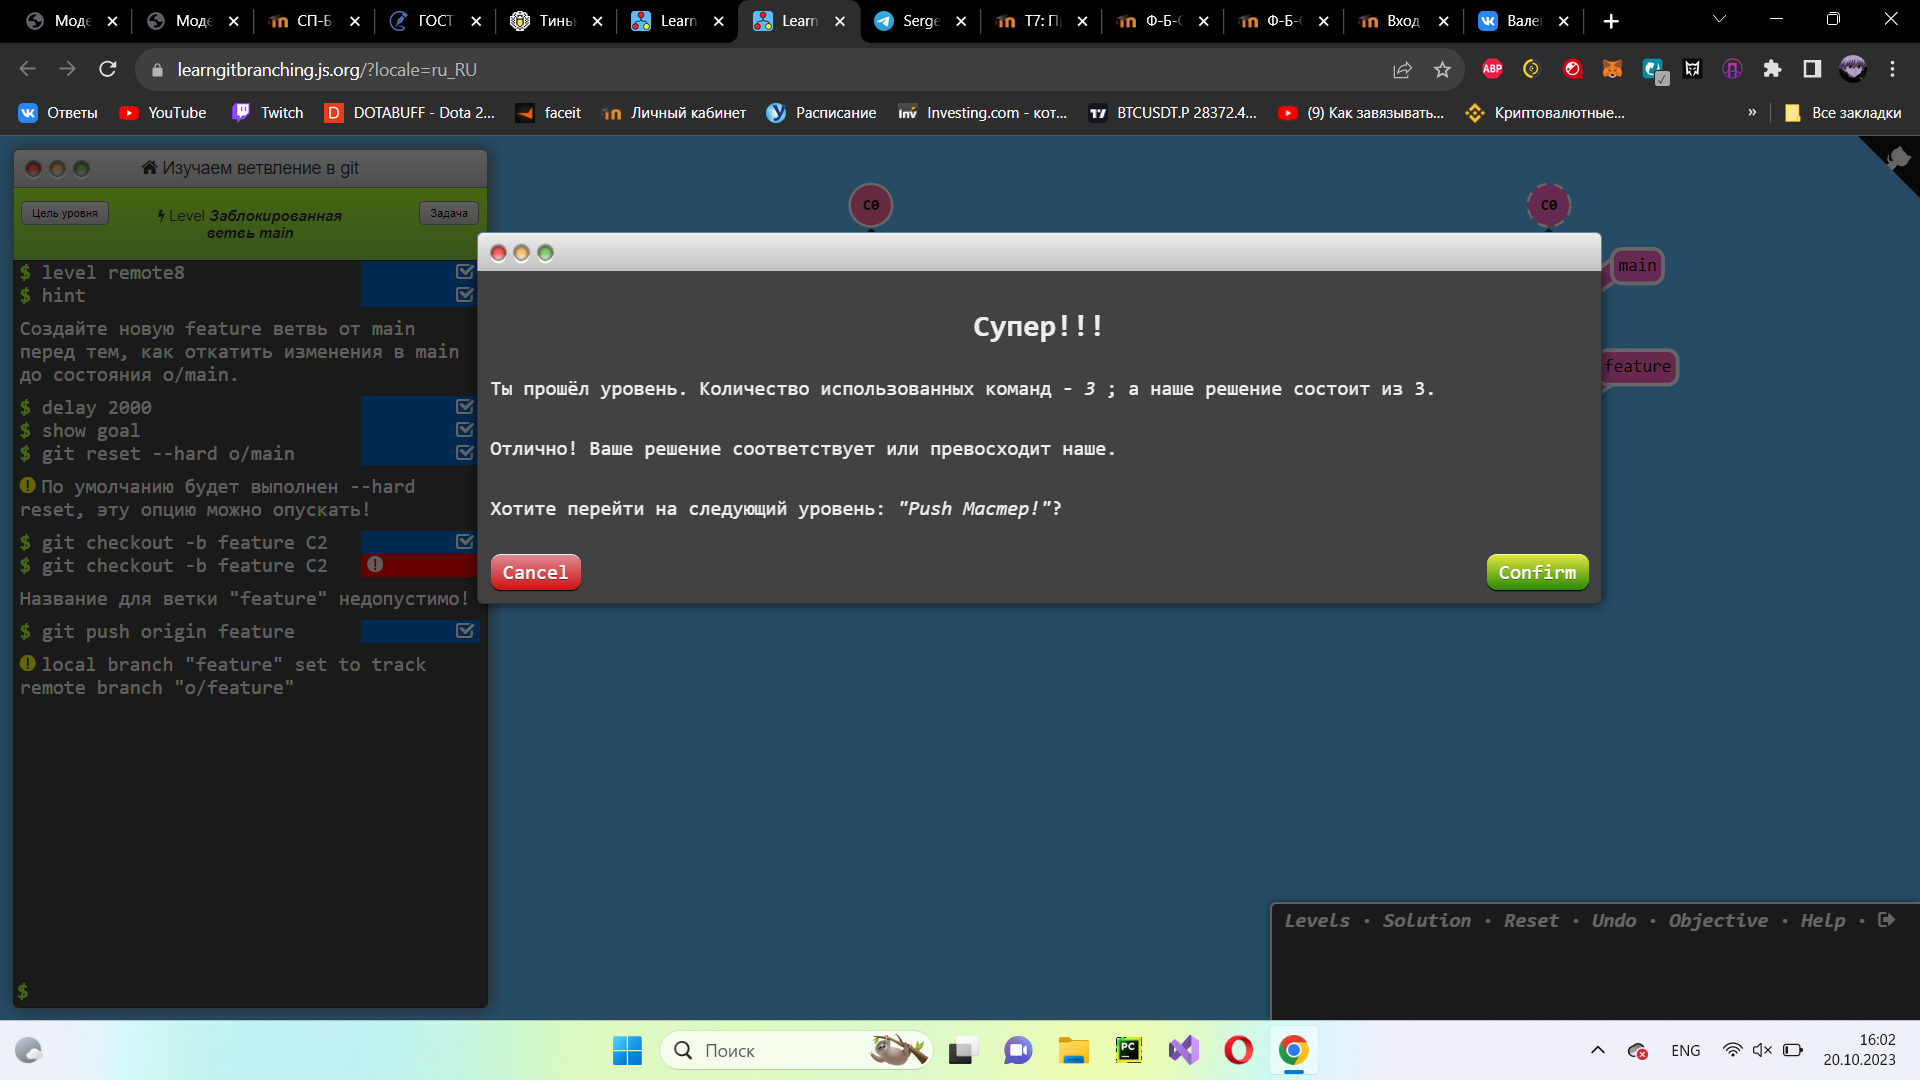 Моде
Моде
СП-Б
ГОСТ
Тиньк
Learn
Learn
Serge
Т7: П
Ф-Б-
Ф-Б-
Вход
Вале
learngitbranching.js.org/?locale=ru_RU
ABP
Ответы
YouTube
Twitch
DOTABUFF - Dota 2...
faceit
Личный кабинет
Расписание
Investing.com - кот...
BTCUSDT.P 28372.4...
(9) Как завязывать...
Криптовалютные...
»
Все закладки
Изучаем ветвление в git
Цель уровня
Level Заблокированная
ветвь main
Задача
$ level remote8
$ hint
Создайте новую feature ветвь от main
перед тем, как откатить изменения в main
до состояния o/main.
$ delay 2000
$ show goal
$ git reset --hard o/main
По умолчанию будет выполнен --hard
reset, эту опцию можно опускать!
$ git checkout -b feature C2
$ git checkout -b feature C2
Название для ветки "feature" недопустимо!
$ git push origin feature
local branch "feature" set to track
remote branch "o/feature"
$
C0
C0
main
feature
Супер!!!
Ты прошёл уровень. Количество использованных команд - 3 ; а наше решение состоит из 3.
Отлично! Ваше решение соответствует или превосходит наше.
Хотите перейти на следующий уровень: "Push Мастер!"?
Cancel
Confirm
Levels · Solution · Reset · Undo · Objective · Help ·
Поиск
PC
ENG
16:02
20.10.2023